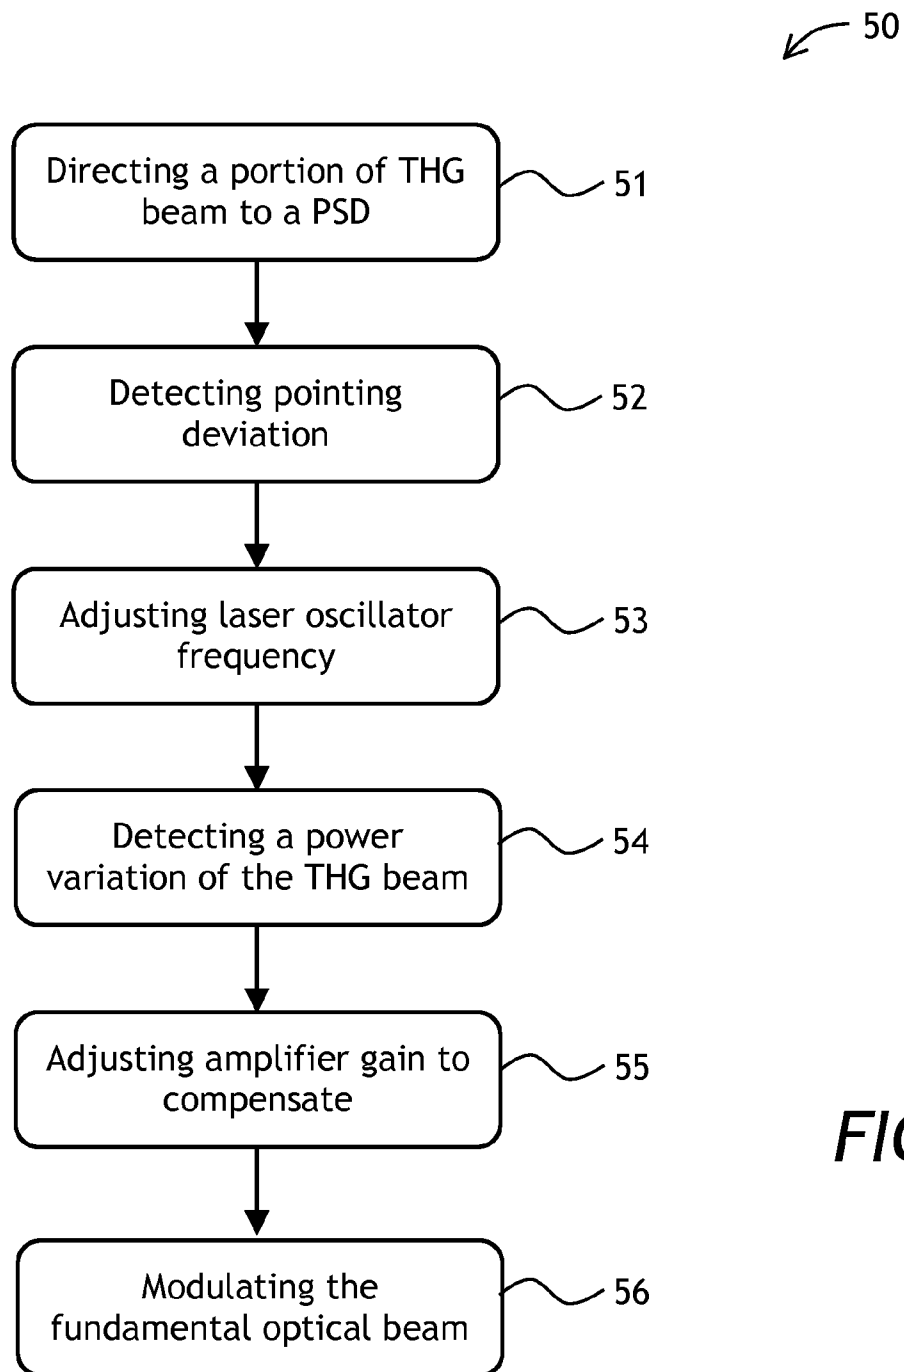 50
Directing a portion of THG
beam to a PSD
51
Detecting pointing
deviation
52
Adjusting laser oscillator
frequency
53
Detecting a power
variation of the THG beam
54
Adjusting amplifier gain to
compensate
55
Modulating the
fundamental optical beam
56